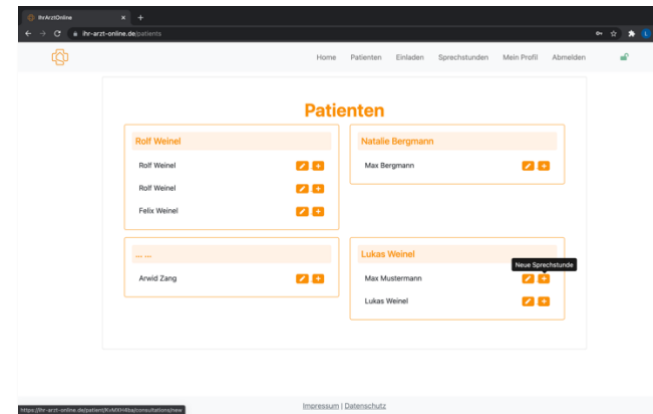 IhrArztOnline
ihr-arzt-online.de/patients
Home Patienten Einladen Sprechstunden Mein Profil Abmelden
Patienten
Rolf Weinel
Rolf Weinel
Rolf Weinel
Felix Weinel
Natalie Bergmann
Max Bergmann
... ...
Arwid Zang
Lukas Weinel
Neue Sprechstunde
Max Mustermann
Lukas Weinel
Impressum | Datenschutz